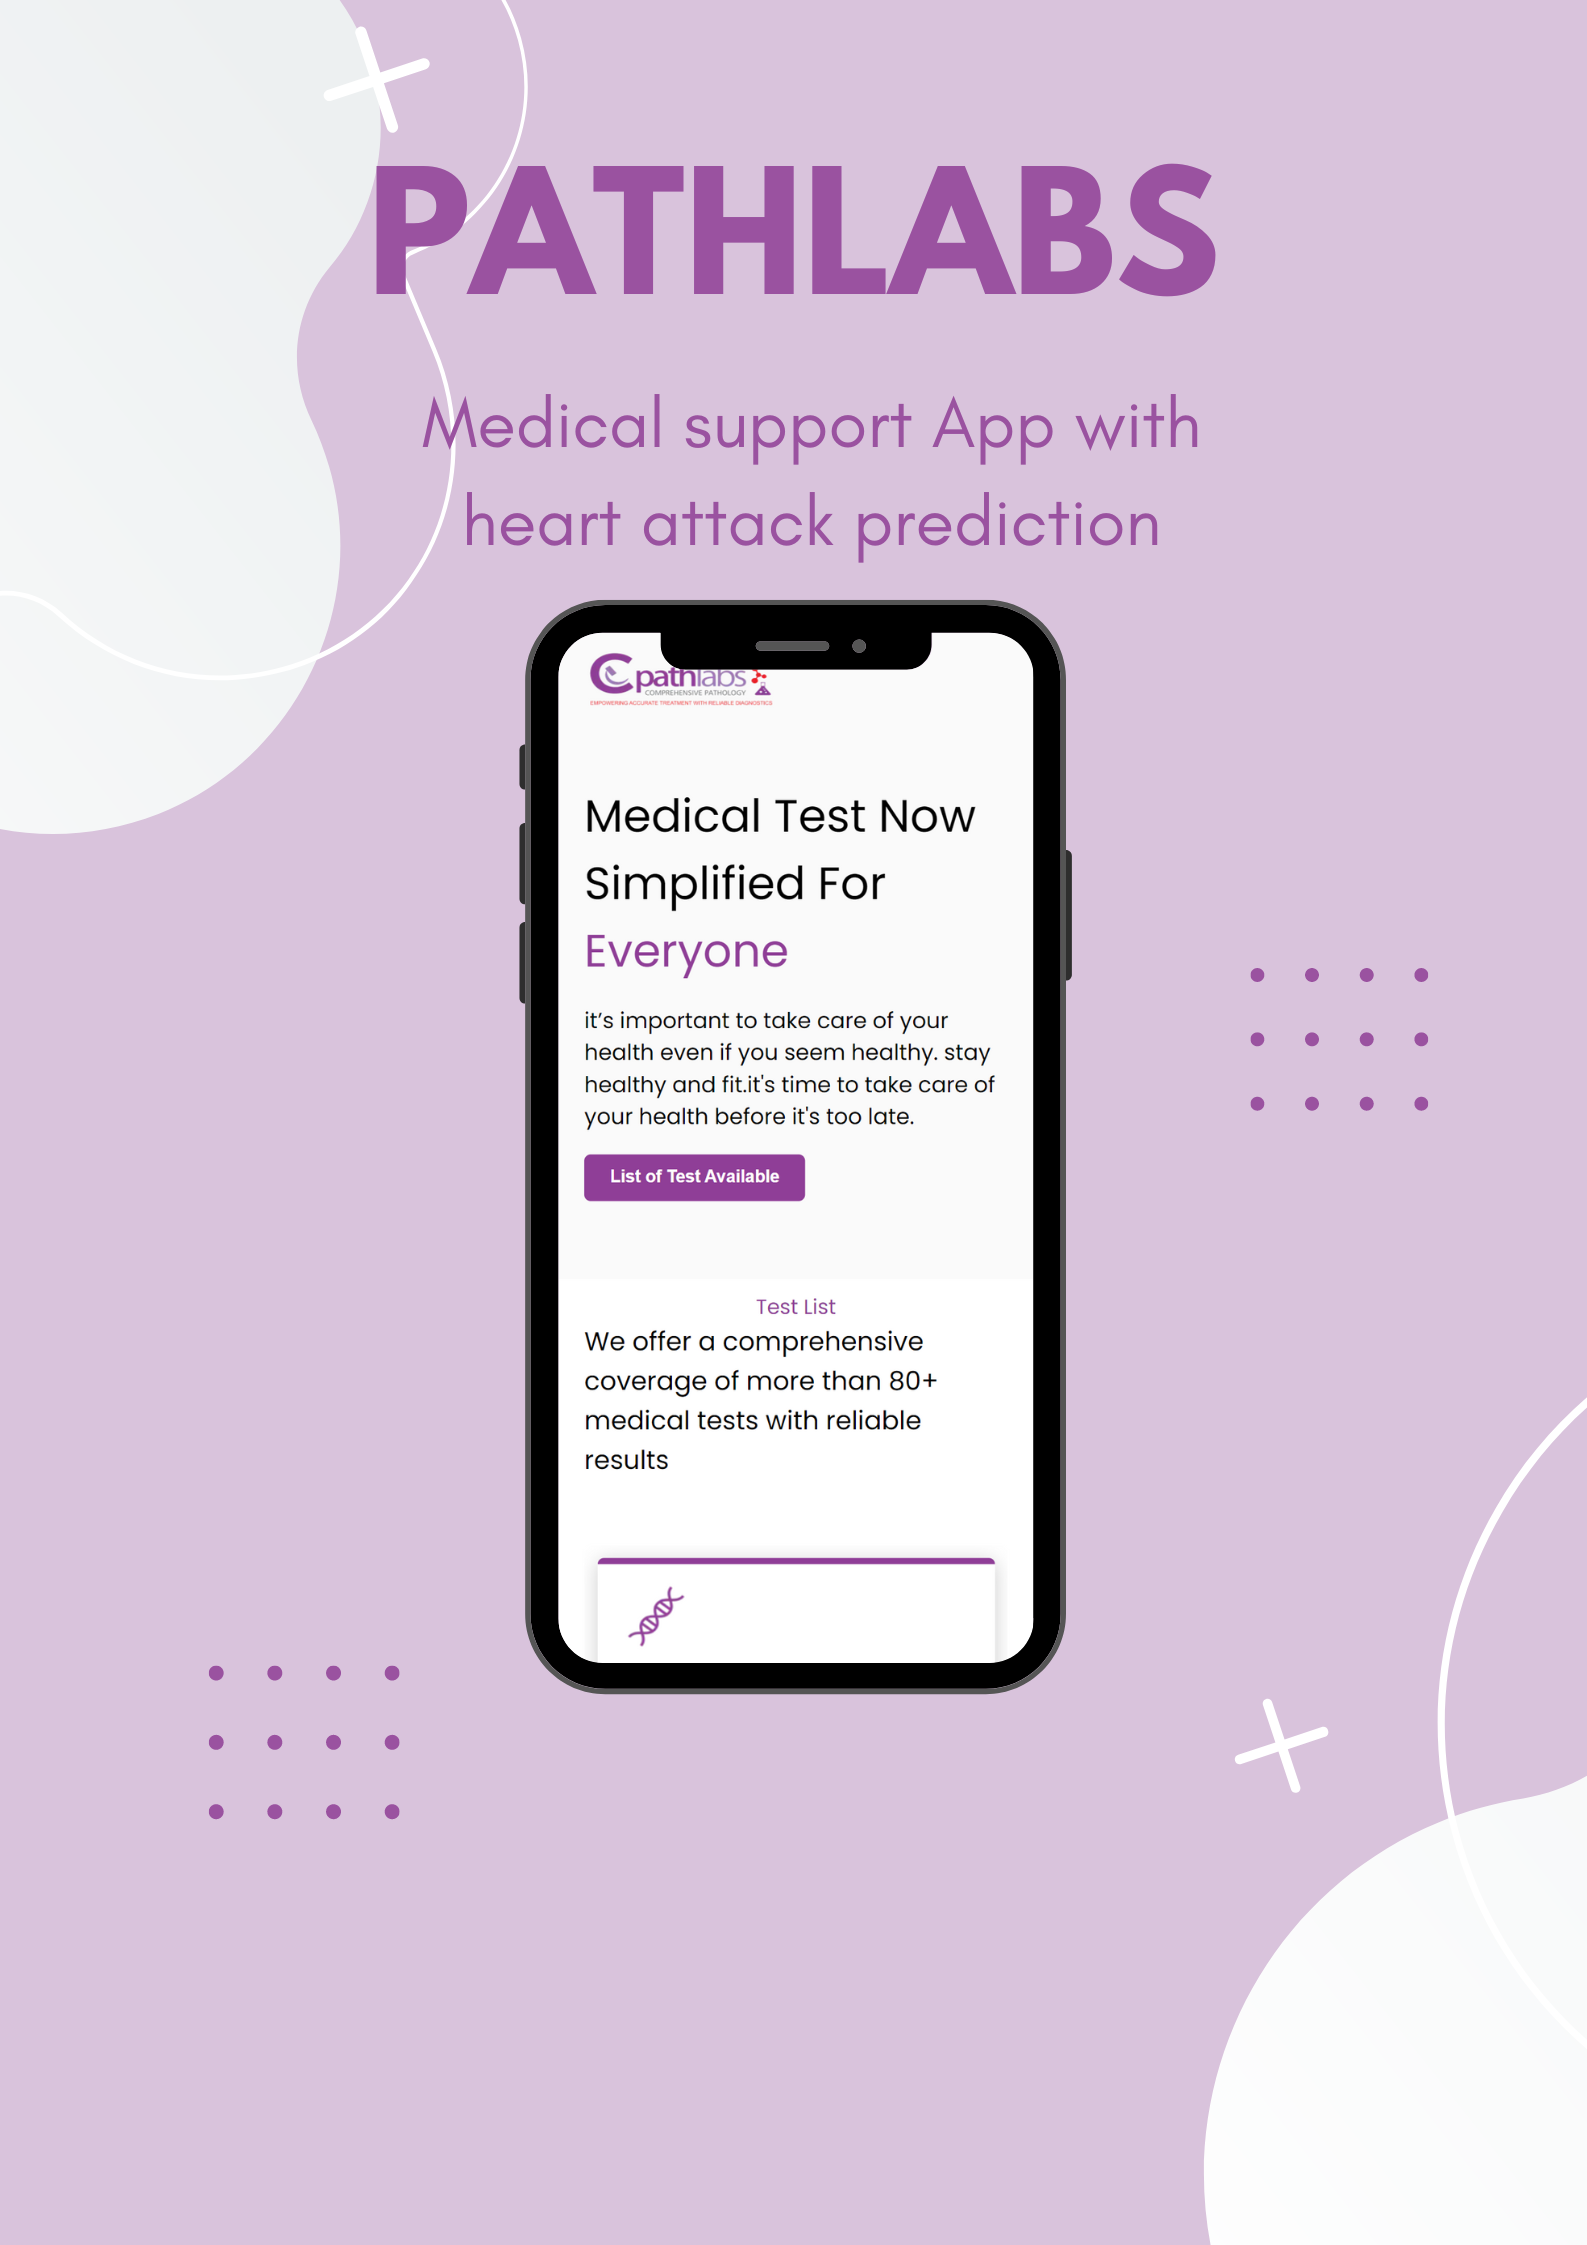 PATHLABS
Medical support App with
heart attack prediction
pathlabs
COMPREHENSIVE PATHOLOGY
EMPOWERING ACCURATE TREATMENT WITH RELIABLE DIAGNOSTICS
Medical Test Now
Simplified For
Everyone
it’s important to take care of your
health even if you seem healthy. stay
healthy and fit.it's time to take care of
your health before it's too late.
List of Test Available
Test List
We offer a comprehensive
coverage of more than 80+
medical tests with reliable
results